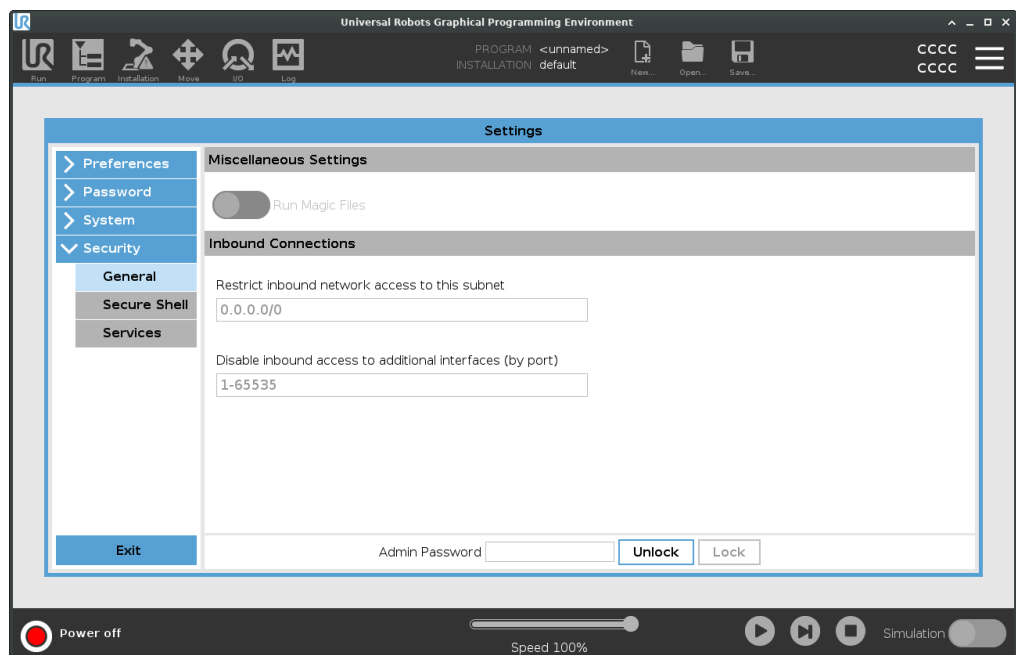 UR
Universal Robots Graphical Programming Environment
UR
Run
Program
Installation
Move
I/O
Log
PROGRAM <unnamed>
INSTALLATION default
New...
Open...
Save...
CCCC
CCCC
Settings
Preferences
Password
System
Security
General
Secure Shell
Services
Exit
Miscellaneous Settings
Run Magic Files
Inbound Connections
Restrict inbound network access to this subnet
0.0.0.0/0
Disable inbound access to additional interfaces (by port)
1-65535
Admin Password
Unlock
Lock
Power off
Speed 100%
Simulation